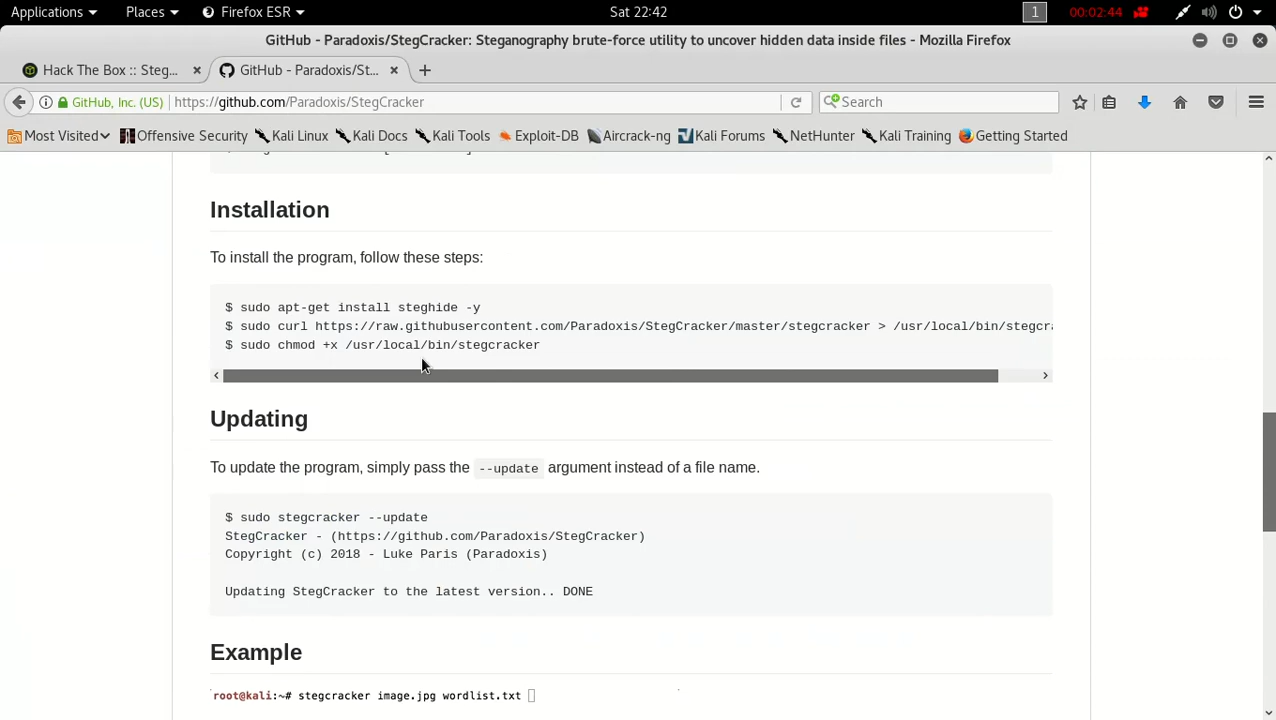 Applications Places Firefox ESR Sat 22:42 1 00:02:44
GitHub - Paradoxis/StegCracker: Steganography brute-force utility to uncover hidden data inside files - Mozilla Firefox
Hack The Box :: Steg... GitHub - Paradoxis/St...
GitHub, Inc. (US) https://github.com/Paradoxis/StegCracker Search
Most Visited Offensive Security Kali Linux Kali Docs Kali Tools Exploit-DB Aircrack-ng Kali Forums NetHunter Kali Training Getting Started
Installation
To install the program, follow these steps:
$ sudo apt-get install steghide -y
$ sudo curl https://raw.githubusercontent.com/Paradoxis/StegCracker/master/stegcracker > /usr/local/bin/stegcra
$ sudo chmod +x /usr/local/bin/stegcracker
Updating
To update the program, simply pass the --update argument instead of a file name.
$ sudo stegcracker --update
StegCracker - (https://github.com/Paradoxis/StegCracker)
Copyright (c) 2018 - Luke Paris (Paradoxis)
Updating StegCracker to the latest version.. DONE
Example
root@kali:~# stegcracker image.jpg wordlist.txt